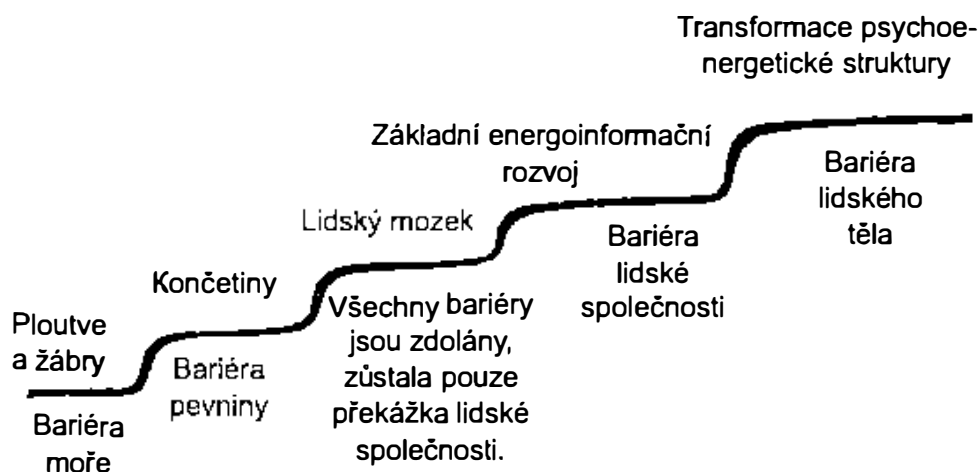 Transformace psychoe-
nergetické struktury
Základní energoinformační
rozvoj
Bariéra
lidského
těla
Lidský mozek
Bariéra
lidské
společnosti
Končetiny
Všechny bariéry
jsou zdolány,
zůstala pouze
překážka lidské
společnosti.
Ploutve
a žábry
Bariéra
pevniny
Bariéra
moře